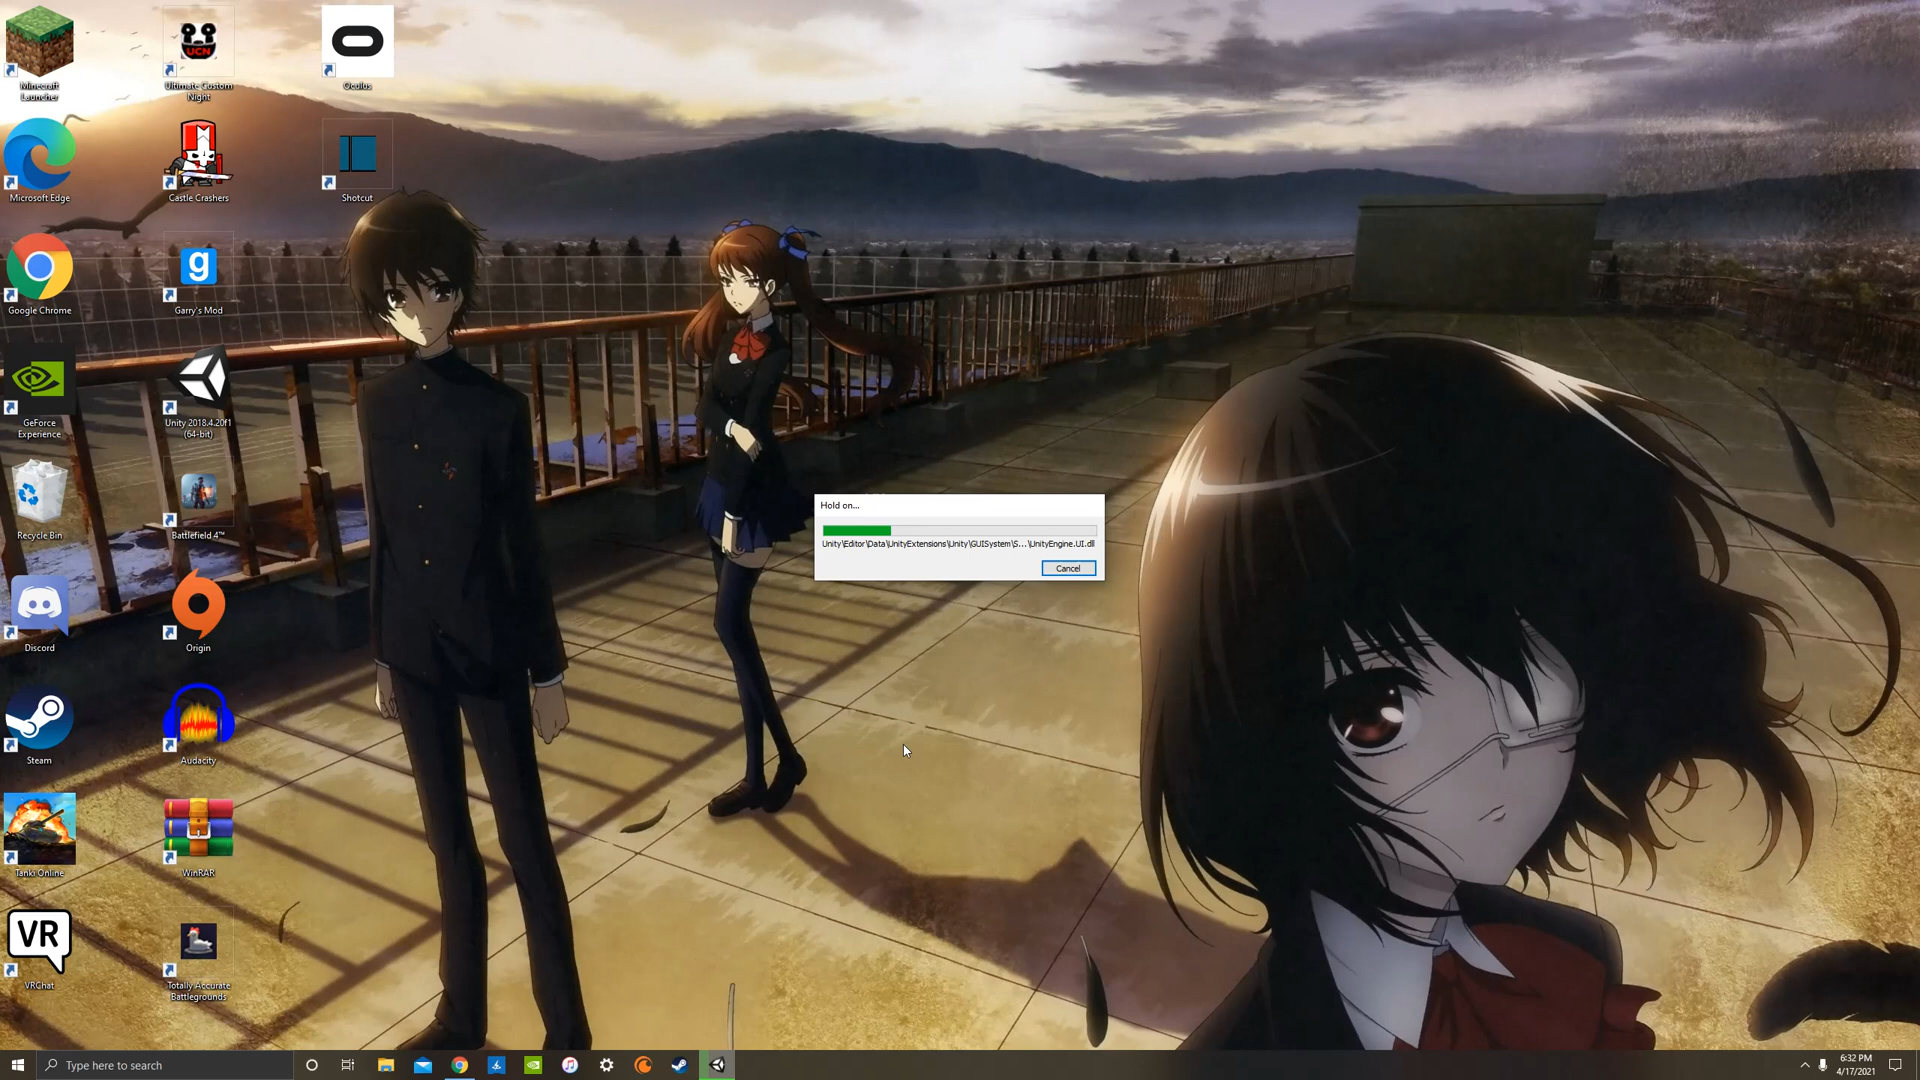 Minecraft
Launcher
UCN
Ultimate Custom
Night
Oculus
Microsoft Edge
Castle Crashers
Shotcut
Google Chrome
g
Garry's Mod
GeForce
Experience
Unity 2018.4.20f1
(64-bit)
Recycle Bin
Battlefield 4™
Hold on...
Unity\Editor\Data\UnityExtensions\Unity\GUISystem\S...\UnityEngine.UI.dll
Cancel
Discord
Origin
Steam
Audacity
Tanki Online
WinRAR
VR
VRChat
Totally Accurate
Battlegrounds
Type here to search
6:32 PM
4/17/2021